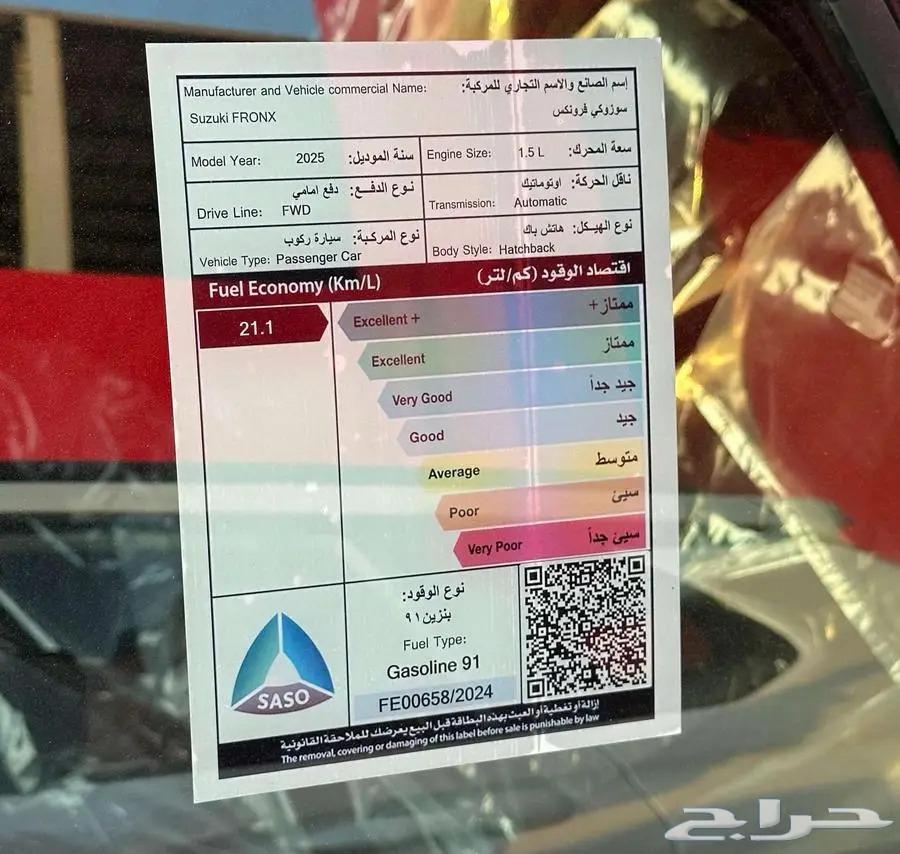 Manufacturer and Vehicle commercial Name: إسم الصانع والاسم التجاري للمركبة:
Suzuki FRONX سوزوكي فرونكس
Model Year: 2025 سنة الموديل:
Engine Size: 1.5 L سعة المحرك:
نوع الدفع: دفع امامي
Drive Line: FWD
ناقل الحركة: اوتوماتيك
Transmission: Automatic
نوع المركبة: سيارة ركوب
Vehicle Type: Passenger Car
نوع الهيكل: هاتش باك
Body Style: Hatchback
Fuel Economy (Km/L) اقتصاد الوقود (كم/لتر)
21.1
Excellent + ممتاز+
Excellent ممتاز
Very Good جيد جداً
Good جيد
Average متوسط
Poor سيئ
Very Poor سيئ جداً
نوع الوقود:
بنزين ٩١
Fuel Type:
Gasoline 91
FE00658/2024
SASO
إزالة أو تغطية أو العبث بهذه البطاقة قبل البيع يعرضك للملاحقة القانونية
The removal, covering or damaging of this label before sale is punishable by law
حراج